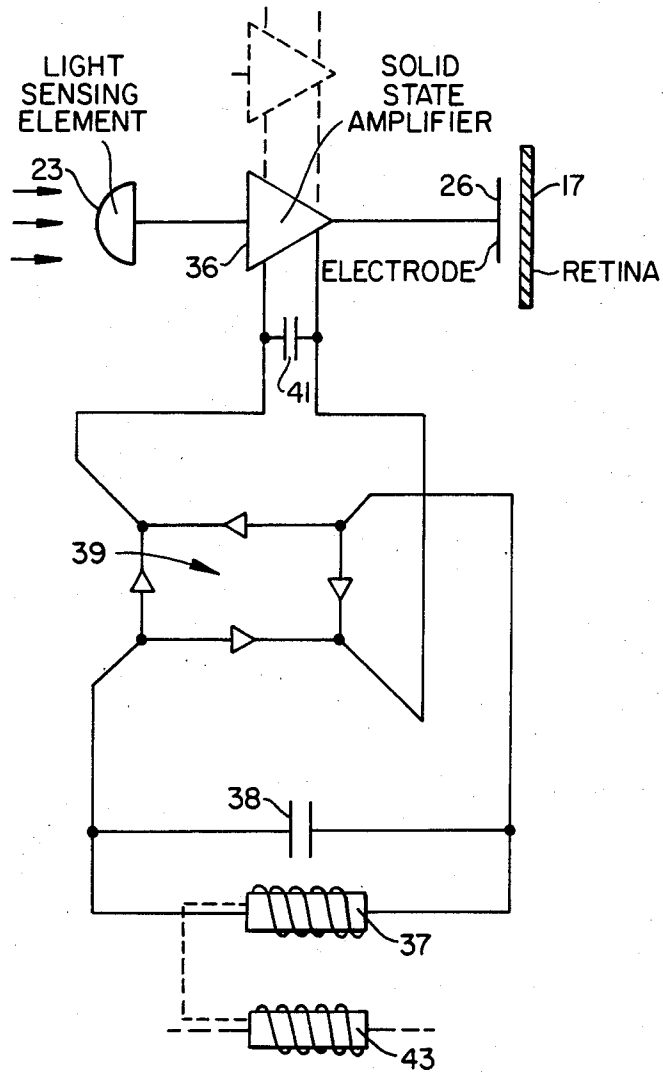 LIGHT
SENSING
ELEMENT
SOLID
STATE
AMPLIFIER
23
26
17
36
ELECTRODE
RETINA
41
39
38
37
43